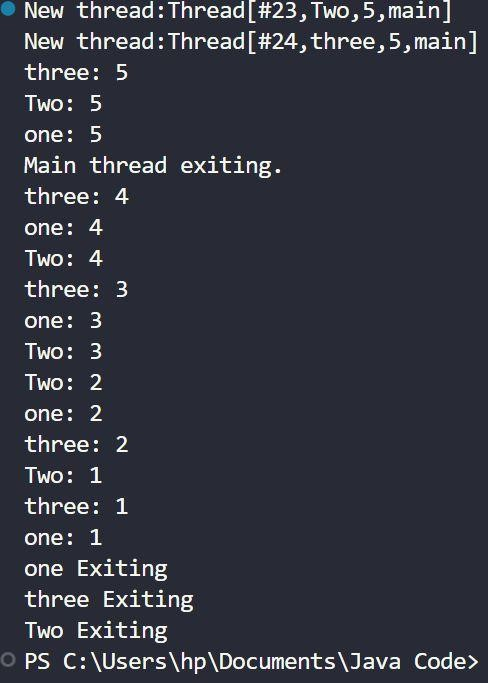 New thread:Thread[#23,Two,5,main]
New thread:Thread[#24,three,5,main]
three: 5
Two: 5
one: 5
Main thread exiting.
three: 4
one: 4
Two: 4
three: 3
one: 3
Two: 3
Two: 2
one: 2
three: 2
Two: 1
three: 1
one: 1
one Exiting
three Exiting
Two Exiting
PS C:\Users\hp\Documents\Java Code>